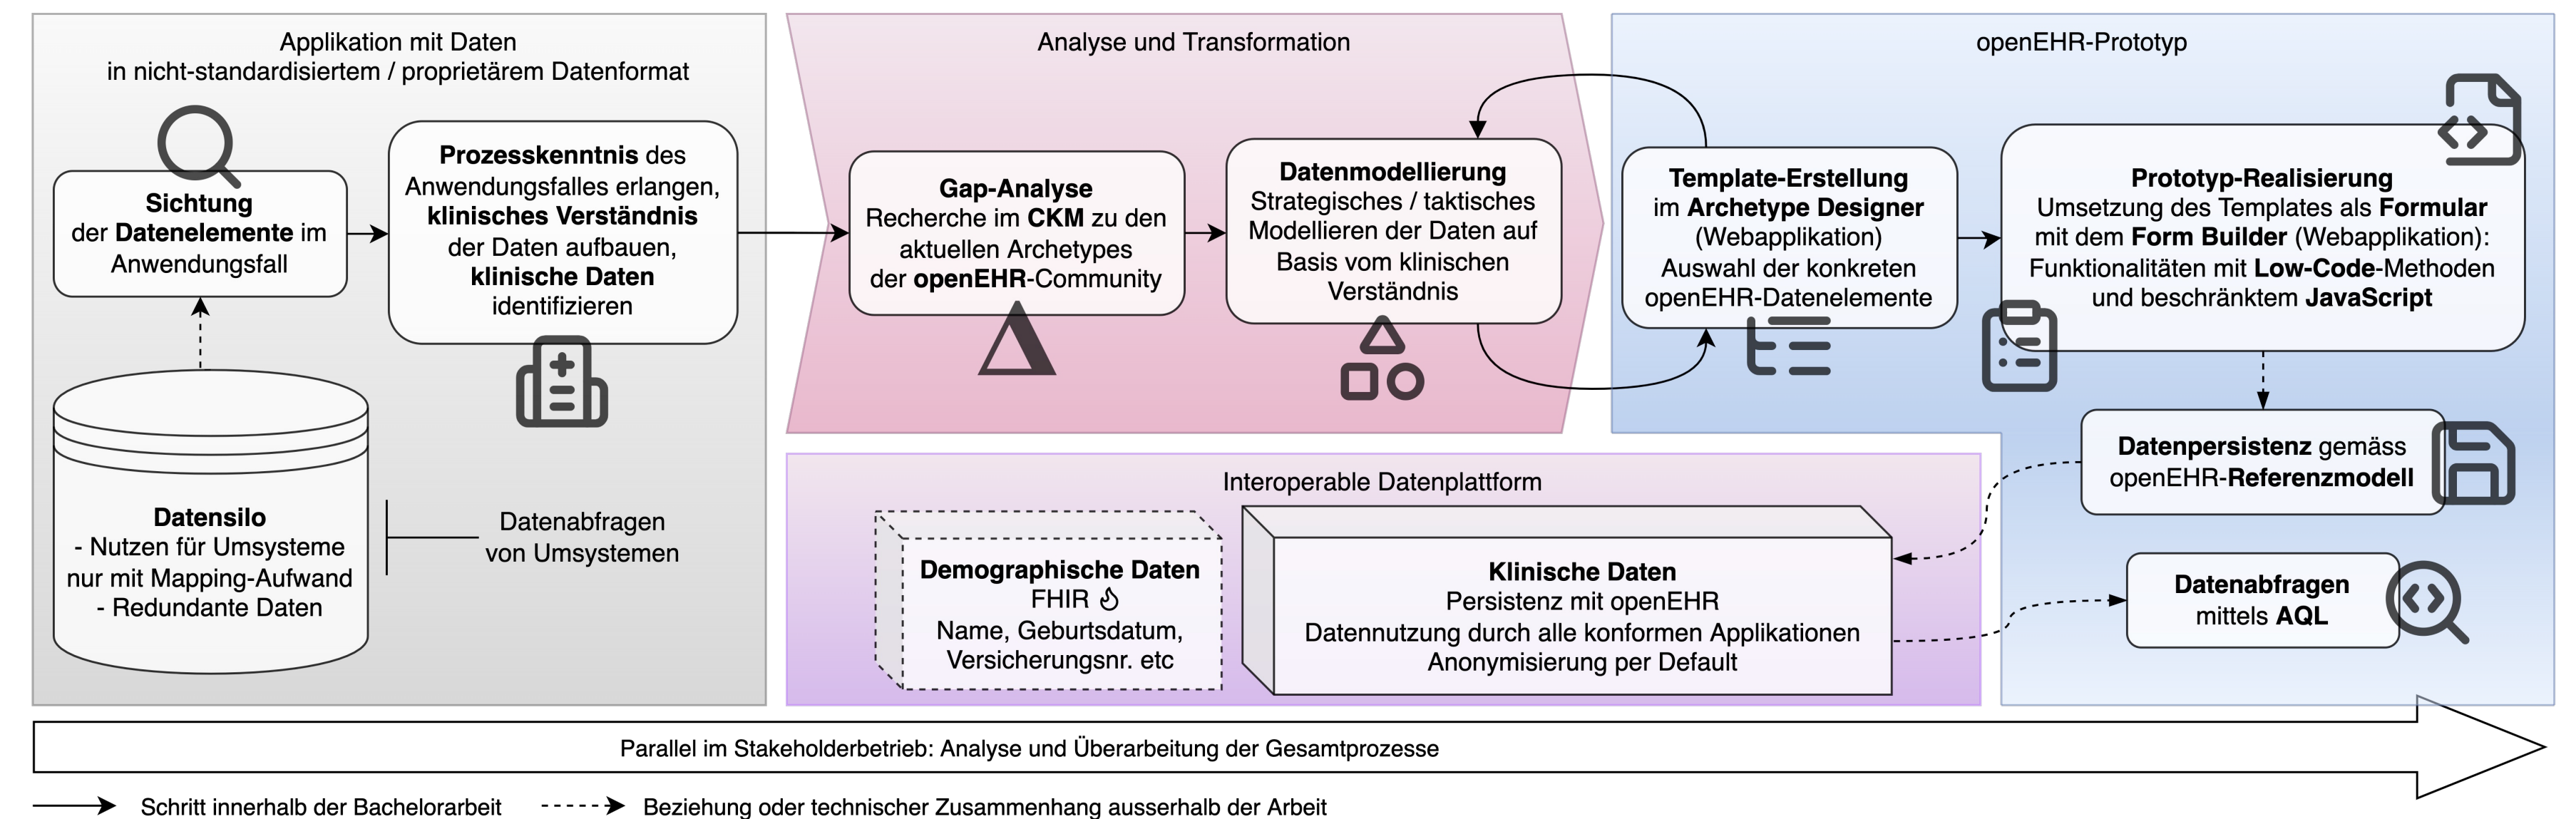 Applikation mit Daten
in nicht-standardisiertem / proprietärem Datenformat
Sichtung
der Datenelemente im
Anwendungsfall
Prozesskenntnis des
Anwendungsfalles erlangen,
klinisches Verständnis
der Daten aufbauen,
klinische Daten
identifizieren
Datensilo
- Nutzen für Umsysteme
nur mit Mapping-Aufwand
- Redundante Daten
Datenabfragen
von Umsystemen
Analyse und Transformation
Gap-Analyse
Recherche im CKM zu den
aktuellen Archetypes
der openEHR-Community
Datenmodellierung
Strategisches / taktisches
Modellieren der Daten auf
Basis vom klinischen
Verständnis
openEHR-Prototyp
Template-Erstellung
im Archetype Designer
(Webapplikation)
Auswahl der konkreten
openEHR-Datenelemente
Prototyp-Realisierung
Umsetzung des Templates als Formular
mit dem Form Builder (Webapplikation):
Funktionalitäten mit Low-Code-Methoden
und beschränktem JavaScript
Datenpersistenz gemäss
openEHR-Referenzmodell
Datenabfragen
mittels AQL
Interoperable Datenplattform
Demographische Daten
FHIR
Name, Geburtsdatum,
Versicherungsnr. etc
Klinische Daten
Persistenz mit openEHR
Datennutzung durch alle konformen Applikationen
Anonymisierung per Default
Parallel im Stakeholderbetrieb: Analyse und Überarbeitung der Gesamtprozesse
Schritt innerhalb der Bachelorarbeit
Beziehung oder technischer Zusammenhang ausserhalb der Arbeit